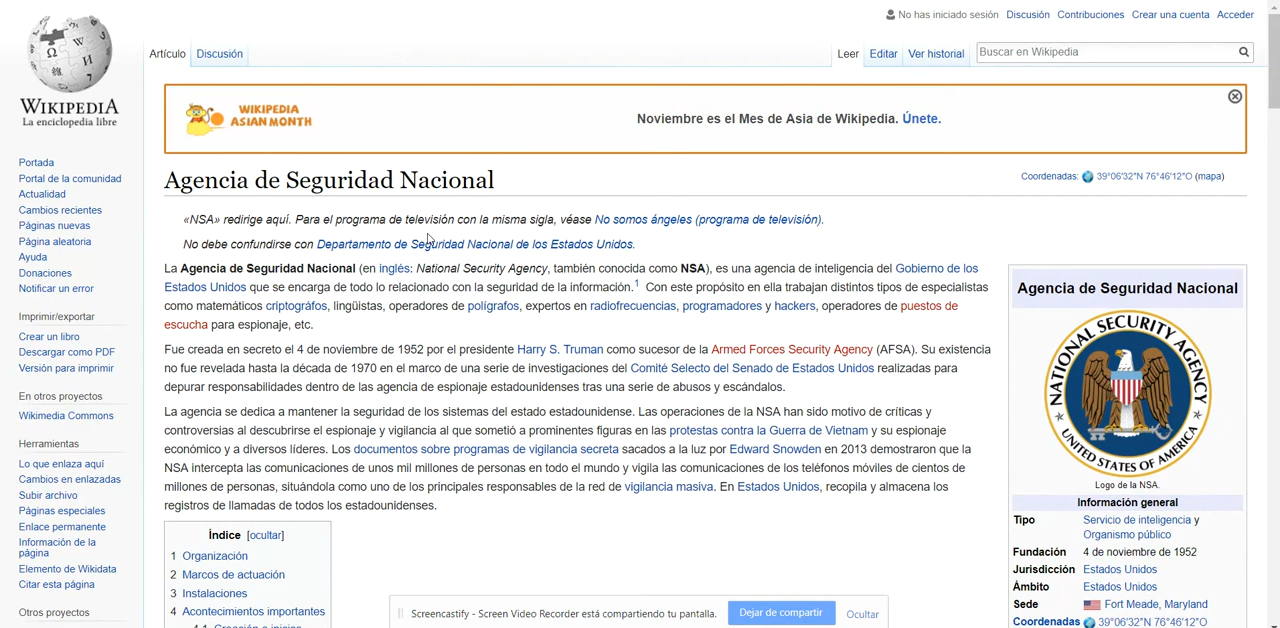 No ha iniciado sesión Discusión Contribuciones Crear una cuenta Acceder
Artículo Discusión Leer Editar Ver historial Buscar en Wikipedia
WIKIPEDIA
La enciclopedia libre
WIKIPEDIA
ASIAN MONTH
Noviembre es el Mes de Asia de Wikipedia. Únete.
Portada
Portal de la comunidad
Actualidad
Cambios recientes
Páginas nuevas
Página aleatoria
Ayuda
Donaciones
Notificar un error
Imprimir/exportar
Crear un libro
Descargar como PDF
Versión para imprimir
En otros proyectos
Wikimedia Commons
Herramientas
Lo que enlaza aquí
Cambios en enlazadas
Subir archivo
Páginas especiales
Enlace permanente
Información de la
página
Elemento de Wikidata
Citar esta página
Otros proyectos
Agencia de Seguridad Nacional
Coordenadas: 39°06′32″N 76°46′12″O (mapa)
«NSA» redirige aquí. Para el programa de televisión con la misma sigla, véase No somos ángeles (programa de televisión).
No debe confundirse con Departamento de Seguridad Nacional de los Estados Unidos.
La Agencia de Seguridad Nacional (en inglés: National Security Agency, también conocida como NSA), es una agencia de inteligencia del Gobierno de los
Estados Unidos que se encarga de todo lo relacionado con la seguridad de la información.1 Con este propósito en ella trabajan distintos tipos de especialistas
como matemáticos criptógrafos, lingüistas, operadores de polígrafos, expertos en radiofrecuencias, programadores y hackers, operadores de puestos de
escucha para espionaje, etc.
Fue creada en secreto el 4 de noviembre de 1952 por el presidente Harry S. Truman como sucesor de la Armed Forces Security Agency (AFSA). Su existencia
no fue revelada hasta la década de 1970 en el marco de una serie de investigaciones del Comité Selecto del Senado de Estados Unidos realizadas para
depurar responsabilidades dentro de las agencia de espionaje estadounidenses tras una serie de abusos y escándalos.
La agencia se dedica a mantener la seguridad de los sistemas del estado estadounidense. Las operaciones de la NSA han sido motivo de críticas y
controversias al descubrirse el espionaje y vigilancia al que sometió a prominentes figuras en las protestas contra la Guerra de Vietnam y su espionaje
económico y a diversos líderes. Los documentos sobre programas de vigilancia secreta sacados a la luz por Edward Snowden en 2013 demostraron que la
NSA intercepta las comunicaciones de unos mil millones de personas en todo el mundo y vigila las comunicaciones de los teléfonos móviles de cientos de
millones de personas, situándola como uno de los principales responsables de la red de vigilancia masiva. En Estados Unidos, recopila y almacena los
registros de llamadas de todos los estadounidenses.
Índice [ocultar]
1 Organización
2 Marcos de actuación
3 Instalaciones
4 Acontecimientos importantes
4.1 Creación e inicios
Agencia de Seguridad Nacional
NATIONAL SECURITY AGENCY
UNITED STATES OF AMERICA
Logo de la NSA.
Información general
Tipo Servicio de inteligencia y
Organismo público
Fundación 4 de noviembre de 1952
Jurisdicción Estados Unidos
Ámbito Estados Unidos
Sede Fort Meade, Maryland
Coordenadas 39°06′32″N 76°46′12″O
Screencastify - Screen Video Recorder está compartiendo tu pantalla. Dejar de compartir Ocultar